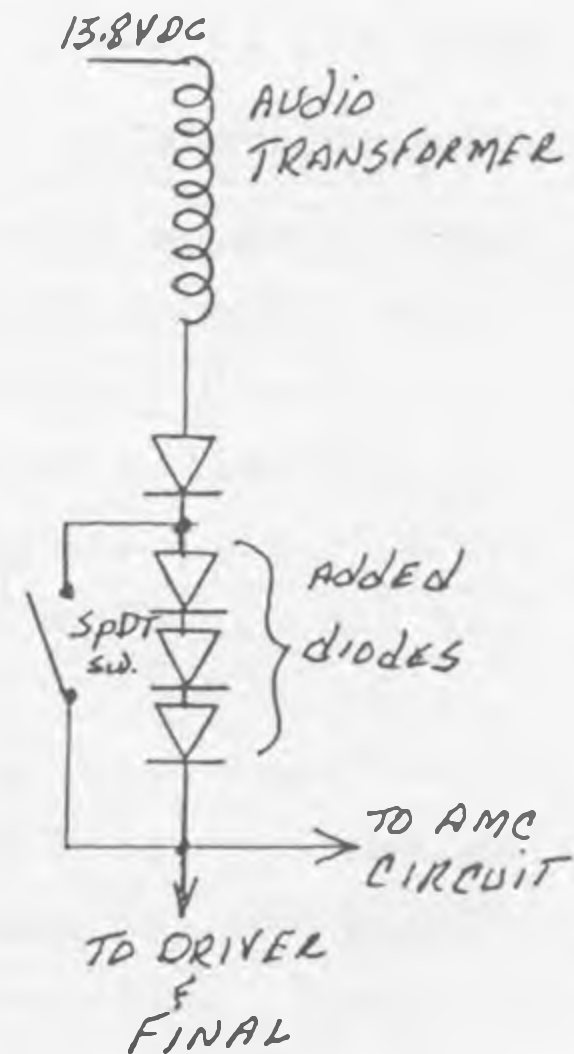 13.8VDC
AUdio
TRANSFORMER
SpDT
sw.
AddEd
diodES
TO AMC
CIRCUiT
TO DRIVER
&
FINAL